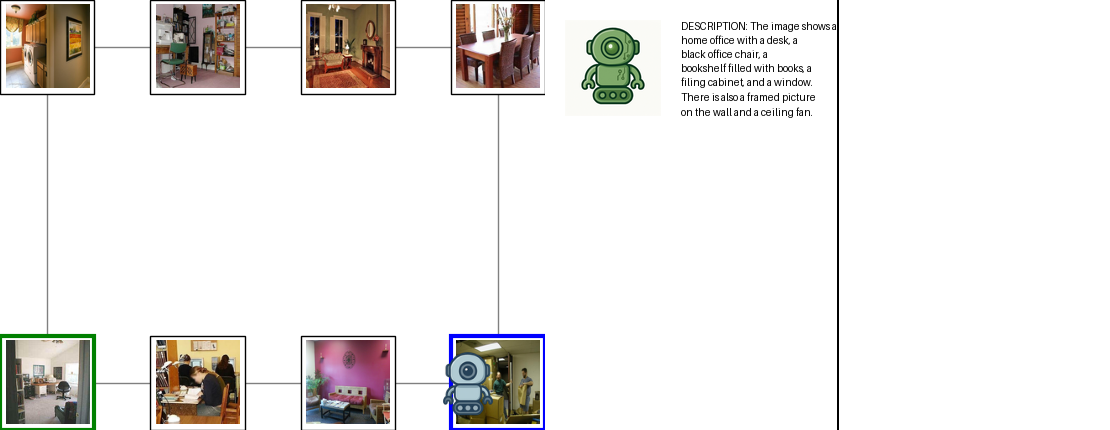 DESCRIPTION: The image shows a
home office with a desk, a
black office chair, a
bookshelf filled with books, a
filing cabinet, and a window.
There is also a framed picture
on the wall and a ceiling fan.